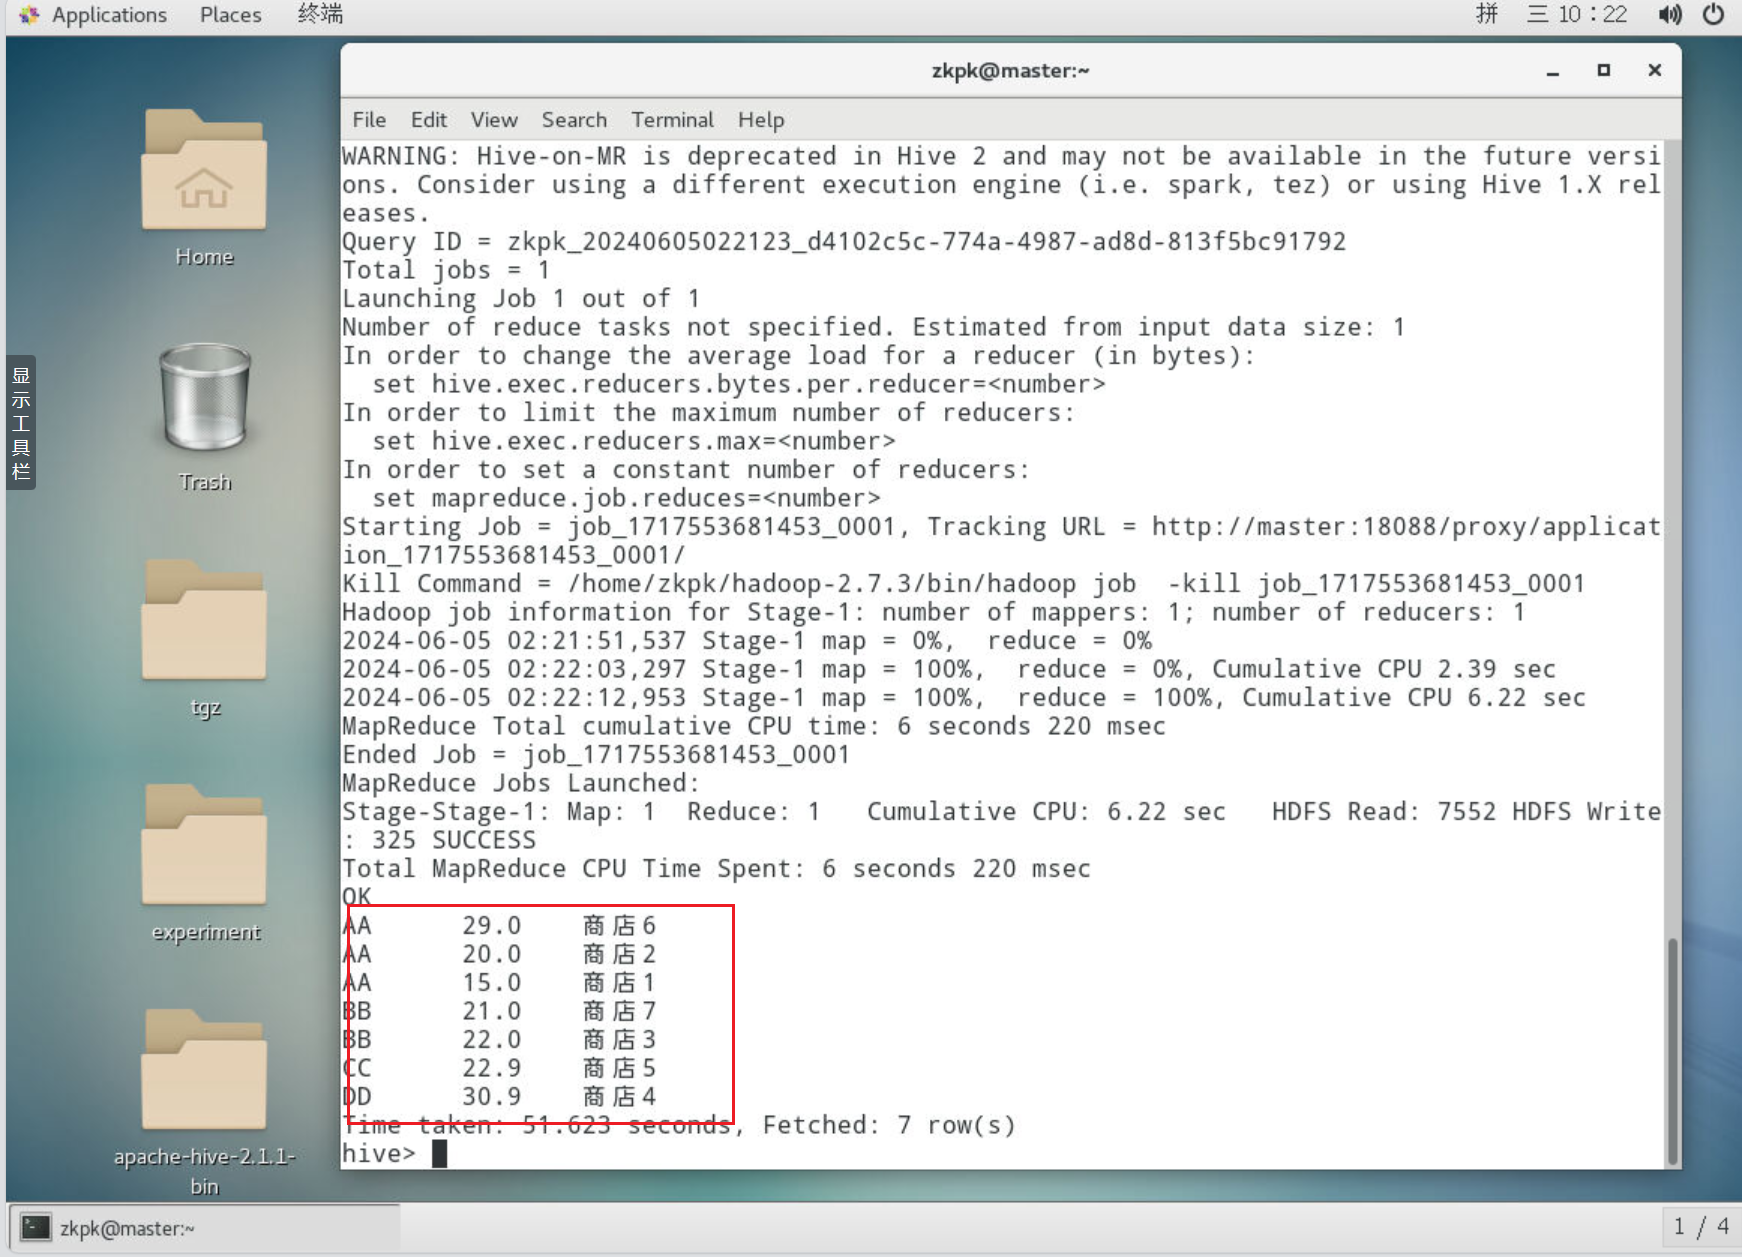 Applications Places 终端 拼 三 10：22
zkpk@master:~
File Edit View Search Terminal Help
WARNING: Hive-on-MR is deprecated in Hive 2 and may not be available in the future versi
ons. Consider using a different execution engine (i.e. spark, tez) or using Hive 1.X rel
eases.
Query ID = zkpk_20240605022123_d4102c5c-774a-4987-ad8d-813f5bc91792
Total jobs = 1
Launching Job 1 out of 1
Number of reduce tasks not specified. Estimated from input data size: 1
In order to change the average load for a reducer (in bytes):
  set hive.exec.reducers.bytes.per.reducer=<number>
In order to limit the maximum number of reducers:
  set hive.exec.reducers.max=<number>
In order to set a constant number of reducers:
  set mapreduce.job.reduces=<number>
Starting Job = job_1717553681453_0001, Tracking URL = http://master:18088/proxy/applicat
ion_1717553681453_0001/
Kill Command = /home/zkpk/hadoop-2.7.3/bin/hadoop job  -kill job_1717553681453_0001
Hadoop job information for Stage-1: number of mappers: 1; number of reducers: 1
2024-06-05 02:21:51,537 Stage-1 map = 0%,  reduce = 0%
2024-06-05 02:22:03,297 Stage-1 map = 100%,  reduce = 0%, Cumulative CPU 2.39 sec
2024-06-05 02:22:12,953 Stage-1 map = 100%,  reduce = 100%, Cumulative CPU 6.22 sec
MapReduce Total cumulative CPU time: 6 seconds 220 msec
Ended Job = job_1717553681453_0001
MapReduce Jobs Launched:
Stage-Stage-1: Map: 1  Reduce: 1   Cumulative CPU: 6.22 sec   HDFS Read: 7552 HDFS Write
: 325 SUCCESS
Total MapReduce CPU Time Spent: 6 seconds 220 msec
OK
AA 29.0 商店6
AA 20.0 商店2
AA 15.0 商店1
BB 21.0 商店7
BB 22.0 商店3
CC 22.9 商店5
DD 30.9 商店4
Time taken: 51.623 seconds, Fetched: 7 row(s)
hive>
Home
Trash
tgz
experiment
apache-hive-2.1.1-
bin
显示工具栏
zkpk@master:~
1 / 4